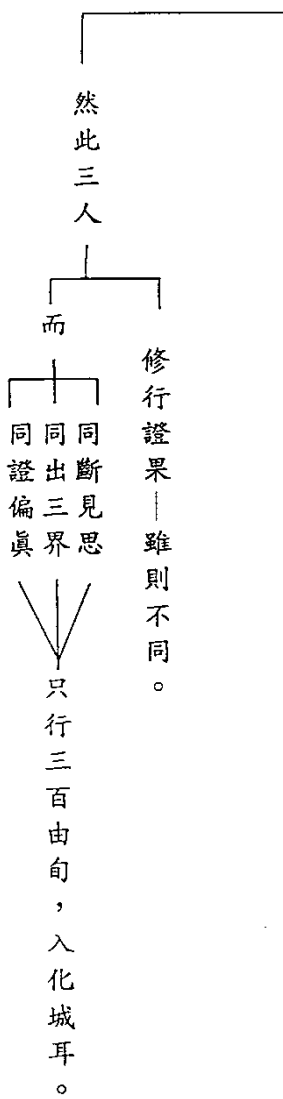 然此三人
修行證果—雖則不同。
而
同斷見思
同出三界
同證偏眞
只行三百由旬，入化城耳。